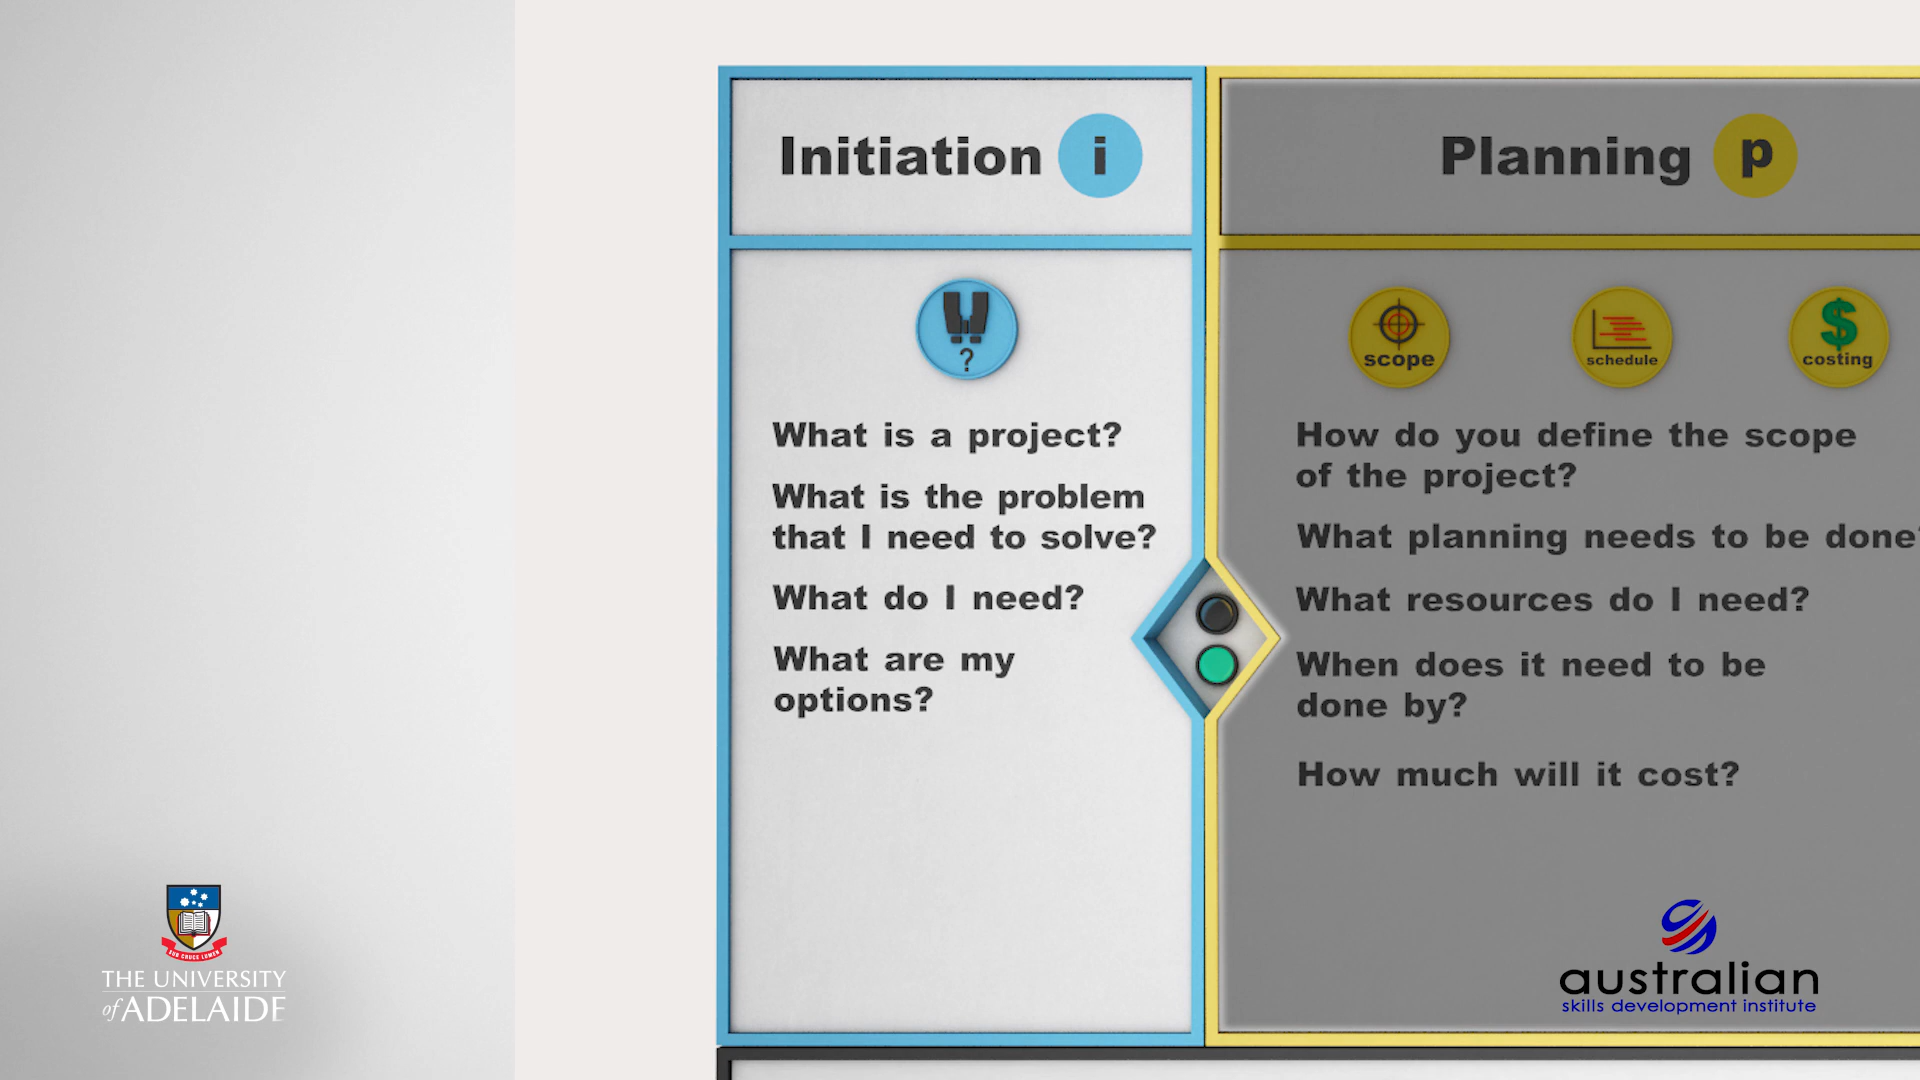 Initiation i
?
What is a project?
What is the problem
that I need to solve?
What do I need?
What are my
options?
Planning p
scope
schedule
$
costing
How do you define the scope
of the project?
What planning needs to be done?
What resources do I need?
When does it need to be
done by?
How much will it cost?
SUB CRUCE LUMEN
THE UNIVERSITY
of ADELAIDE
australian
skills development institute